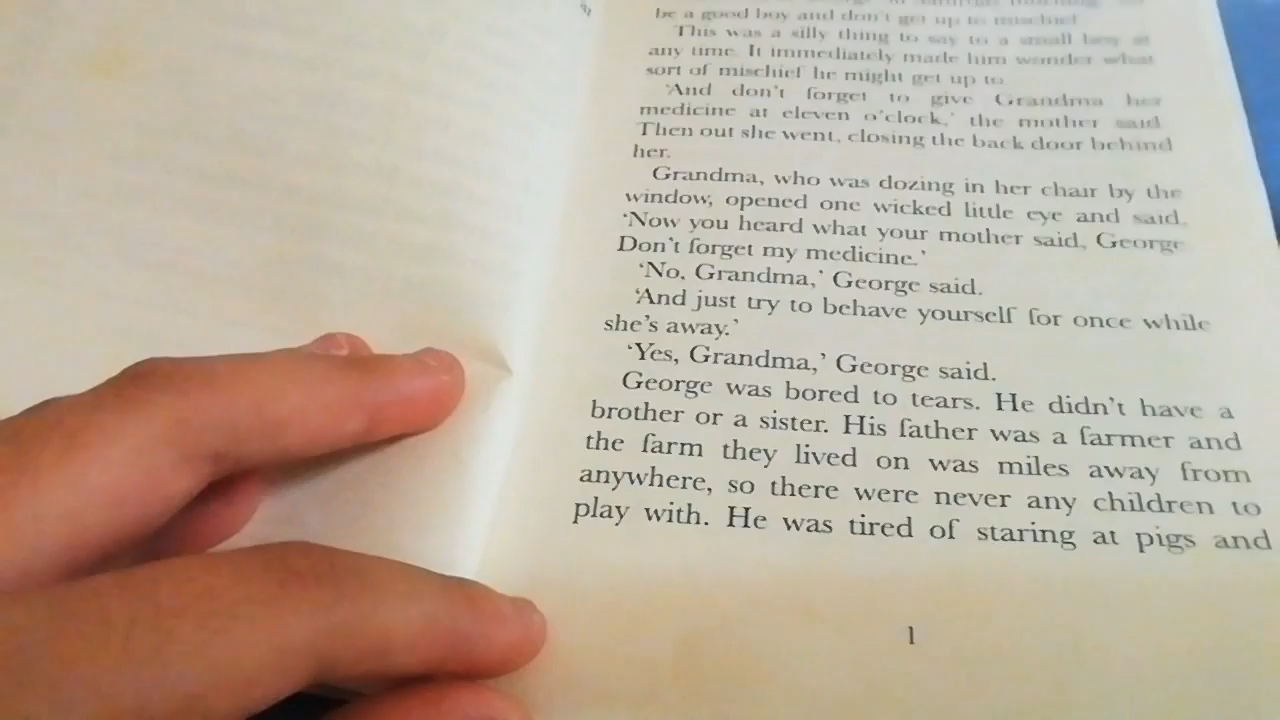 be a good boy and don't get up to mischief.
This was a silly thing to say to a small boy at
any time. It immediately made him wonder what
sort of mischief he might get up to.
'And don't forget to give Grandma her
medicine at eleven o'clock,' the mother said.
Then out she went, closing the back door behind
her.
Grandma, who was dozing in her chair by the
window, opened one wicked little eye and said,
'Now you heard what your mother said, George.
Don't forget my medicine.'
'No, Grandma,' George said.
'And just try to behave yourself for once while
she's away.'
'Yes, Grandma,' George said.
George was bored to tears. He didn't have a
brother or a sister. His father was a farmer and
the farm they lived on was miles away from
anywhere, so there were never any children to
play with. He was tired of staring at pigs and
1